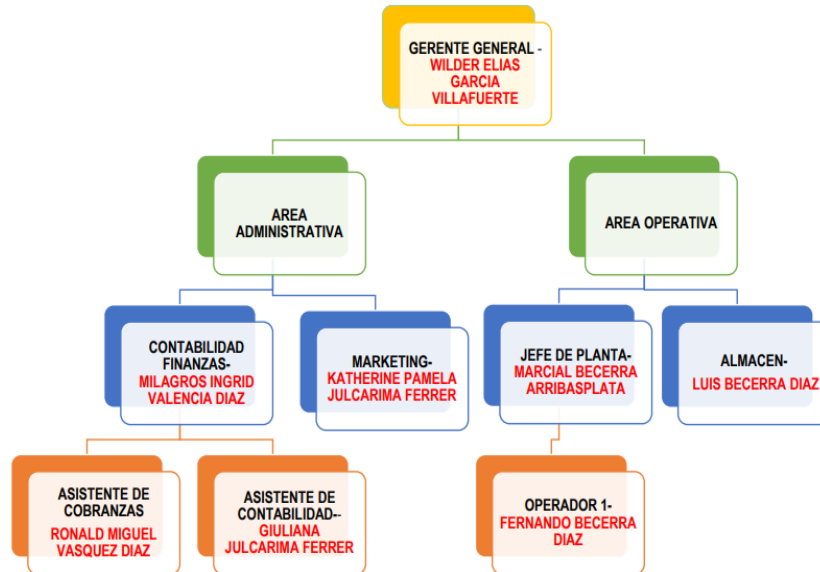 GERENTE GENERAL -
WILDER ELIAS
GARCIA
VILLAFUERTE
AREA
ADMINISTRATIVA
AREA OPERATIVA
CONTABILIDAD
FINANZAS-
MILAGROS INGRID
VALENCIA DIAZ
MARKETING-
KATHERINE PAMELA
JULCARIMA FERRER
JEFE DE PLANTA-
MARCIAL BECERRA
ARRIBASPLATA
ALMACEN-
LUIS BECERRA DIAZ
ASISTENTE DE
COBRANZAS
RONALD MIGUEL
VASQUEZ DIAZ
ASISTENTE DE
CONTABILIDAD--
GIULIANA
JULCARIMA FERRER
OPERADOR 1-
FERNANDO BECERRA
DIAZ